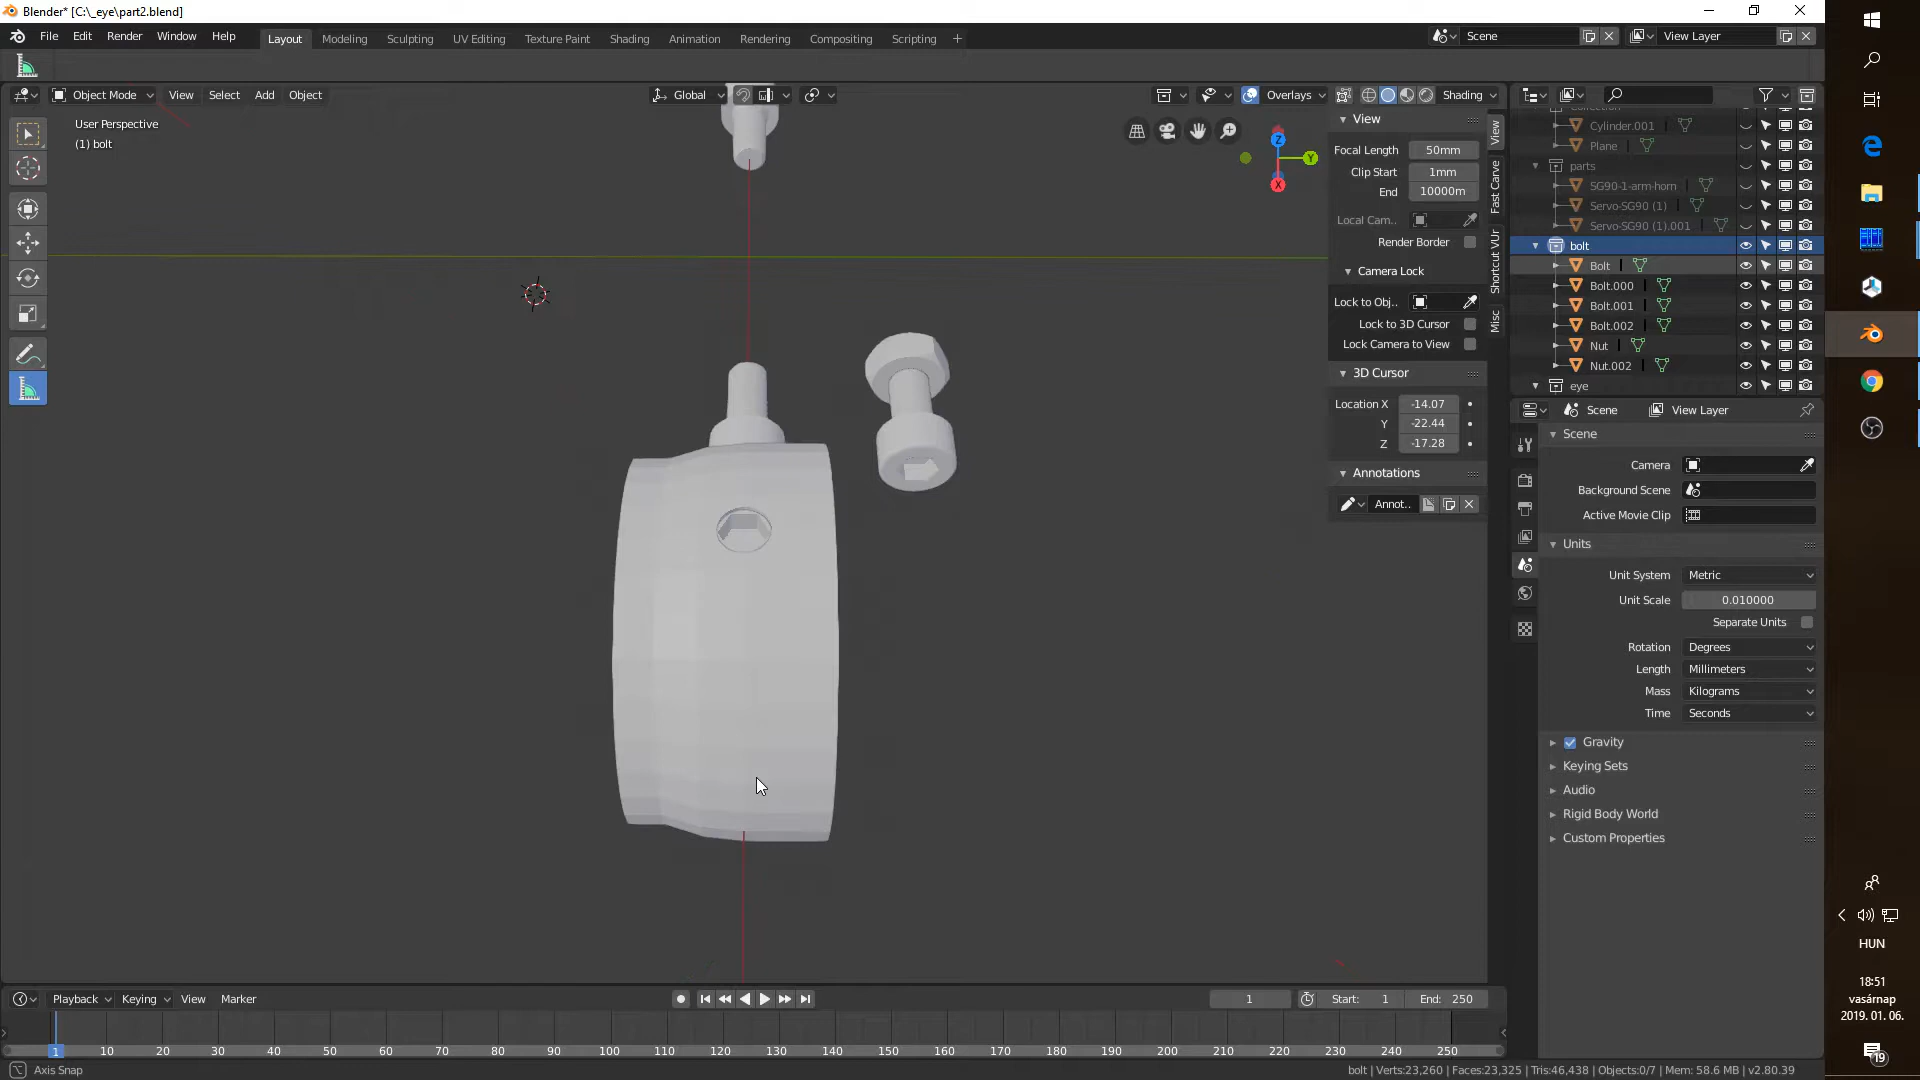 Blender* [C:\_eye\part2.blend]
File Edit Render Window Help
Layout Modeling Sculpting UV Editing Texture Paint Shading Animation Rendering Compositing Scripting
Scene
View Layer
Object Mode View Select Add Object
Global
Overlays
Shading
User Perspective
(1) bolt
Z
Y
X
View
Focal Length 50mm
Clip Start 1mm
End 10000m
Local Cam..
Render Border
Camera Lock
Lock to Obj..
Lock to 3D Cursor
Lock Camera to View
3D Cursor
Location X -14.07
Y -22.44
Z -17.28
Annotations
Annot..
View
Fast Carve
Shortcut VUr
Misc
Cylinder.001
Plane
parts
SG90-1-arm-horn
Servo-SG90 (1)
Servo-SG90 (1).001
bolt
Bolt
Bolt.000
Bolt.001
Bolt.002
Nut
Nut.002
eye
Scene View Layer
Scene
Camera
Background Scene
Active Movie Clip
Units
Unit System Metric
Unit Scale 0.010000
Separate Units
Rotation Degrees
Length Millimeters
Mass Kilograms
Time Seconds
Gravity
Keying Sets
Audio
Rigid Body World
Custom Properties
Playback Keying View Marker
1
Start: 1
End: 250
1 10 20 30 40 50 60 70 80 90 100 110 120 130 140 150 160 170 180 190 200 210 220 230 240 250
Axis Snap
bolt | Verts:23,260 | Faces:23,325 | Tris:46,438 | Objects:0/7 | Mem: 58.6 MB | v2.80.39
HUN
18:51
vasárnap
2019. 01. 06.
19